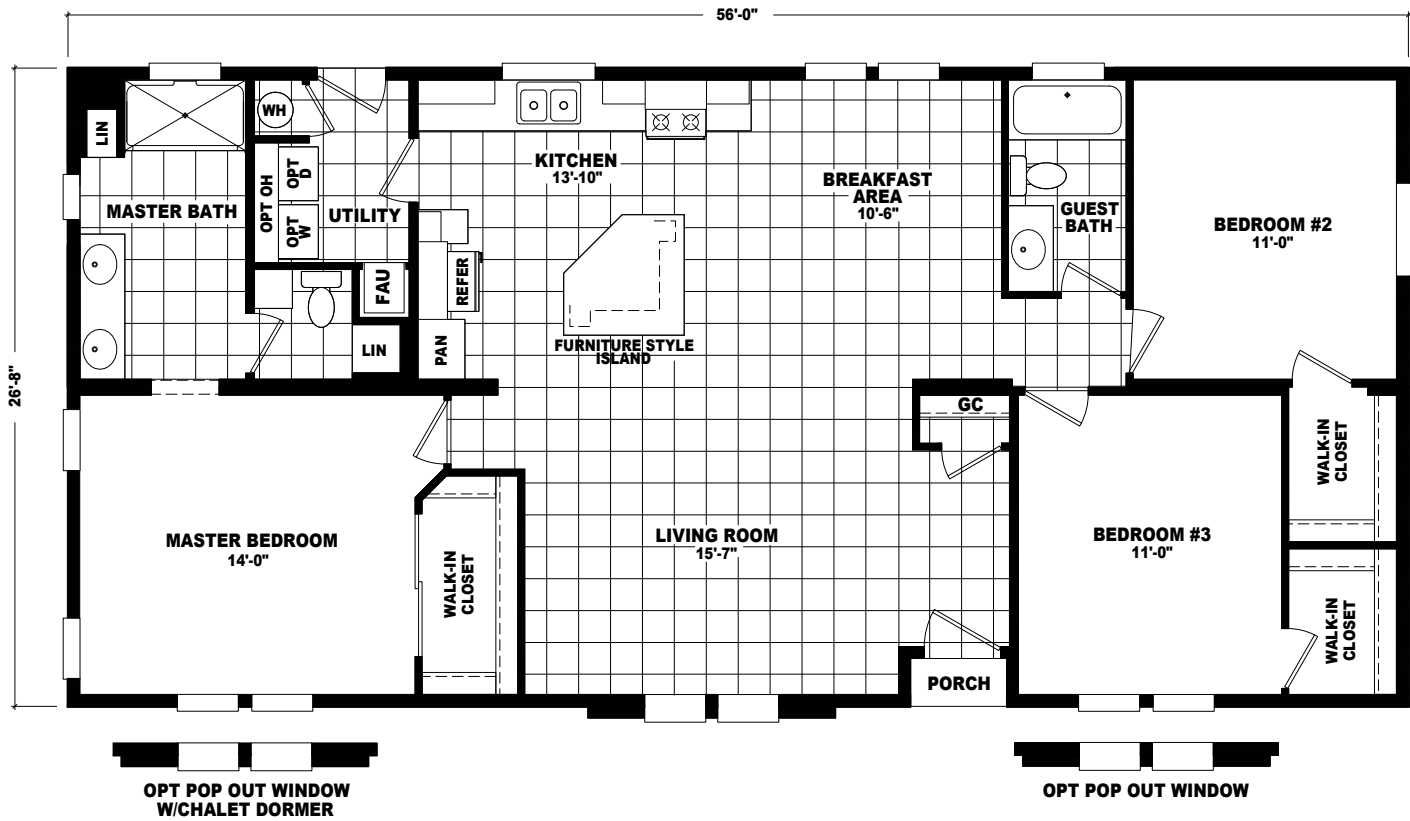 56'-0"
26'-8"
WH
LIN
OPT OH
OPT
D
OPT
W
UTILITY
MASTER BATH
FAU
LIN
KITCHEN
13'-10"
REFER
PAN
FURNITURE STYLE
ISLAND
BREAKFAST
AREA
10'-6"
GUEST
BATH
BEDROOM #2
11'-0"
GC
WALK-IN
CLOSET
MASTER BEDROOM
14'-0"
WALK-IN
CLOSET
LIVING ROOM
15'-7"
BEDROOM #3
11'-0"
WALK-IN
CLOSET
PORCH
OPT POP OUT WINDOW
W/CHALET DORMER
OPT POP OUT WINDOW